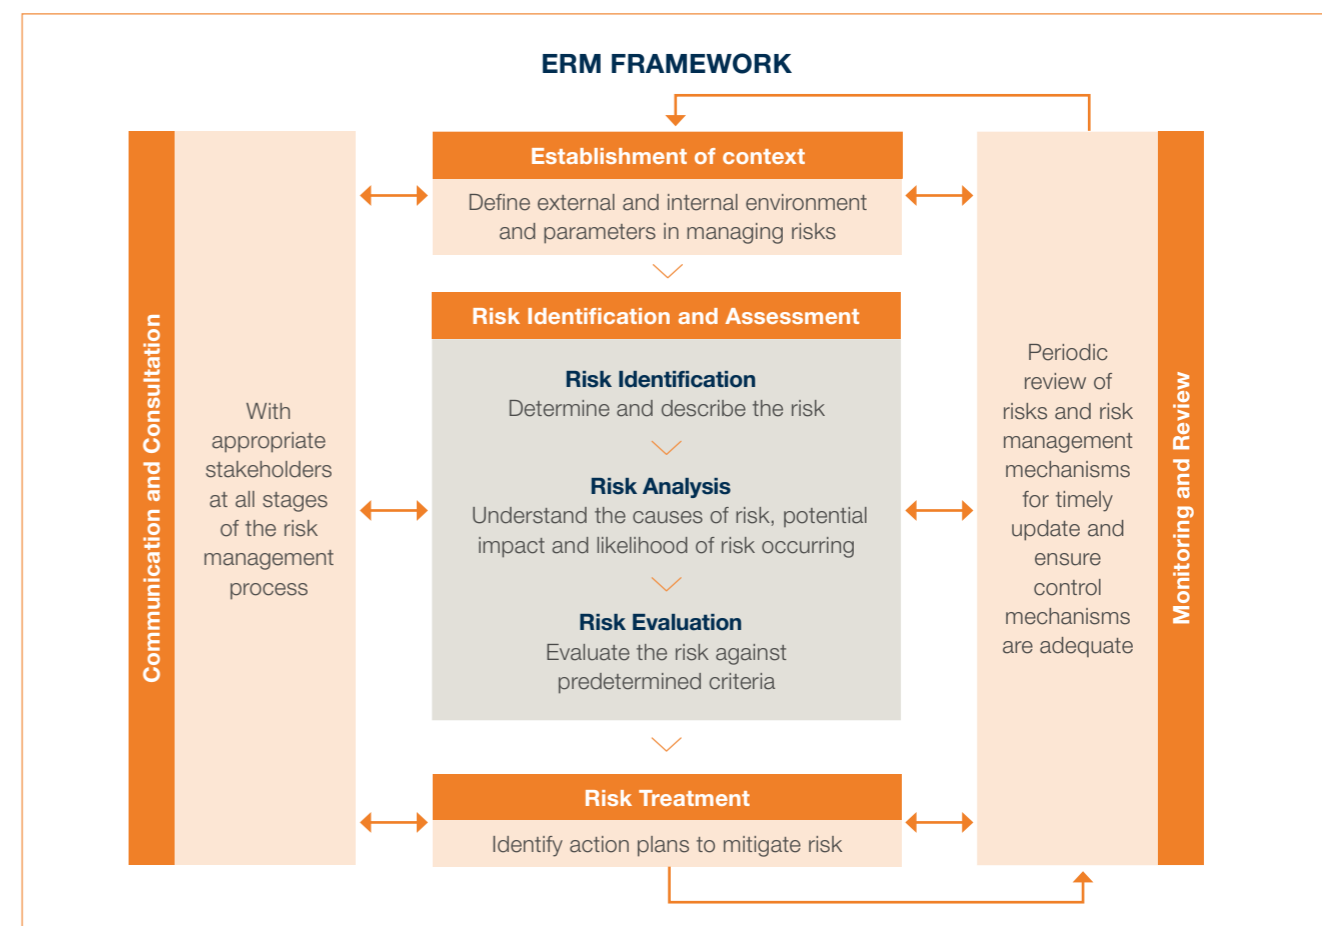 ERM FRAMEWORK
Communication and Consultation
With
appropriate
stakeholders
at all stages
of the risk
management
process
Establishment of context
Define external and internal environment
and parameters in managing risks
Risk Identification and Assessment
Risk Identification
Determine and describe the risk
Risk Analysis
Understand the causes of risk, potential
impact and likelihood of risk occurring
Risk Evaluation
Evaluate the risk against
predetermined criteria
Risk Treatment
Identify action plans to mitigate risk
Periodic
review of
risks and risk
management
mechanisms
for timely
update and
ensure
control
mechanisms
are adequate
Monitoring and Review